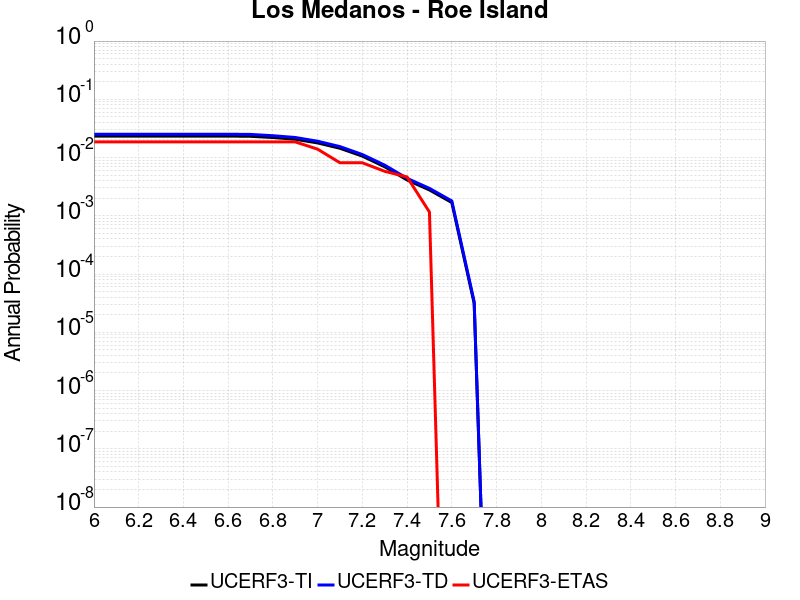 Los Medanos - Roe Island
10^0
10^-1
10^-2
10^-3
10^-4
10^-5
10^-6
10^-7
10^-8
Annual Probability
6 6.2 6.4 6.6 6.8 7 7.2 7.4 7.6 7.8 8 8.2 8.4 8.6 8.8 9
Magnitude
UCERF3-TI UCERF3-TD UCERF3-ETAS